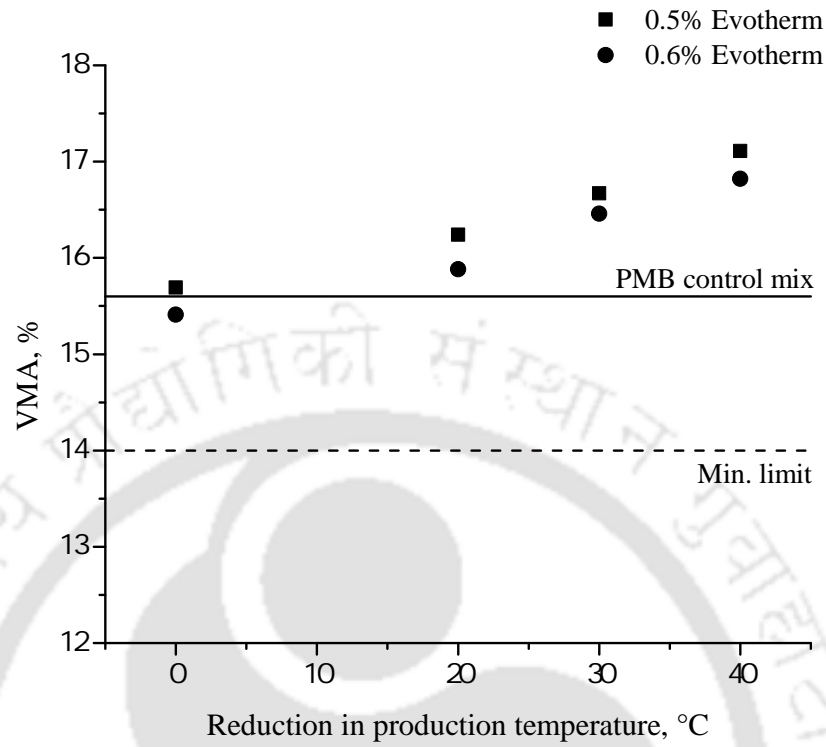 0.5% Evotherm
0.6% Evotherm
18
17
16
15
14
13
12
VMA, %
PMB control mix
Min. limit
0 10 20 30 40
Reduction in production temperature, °C